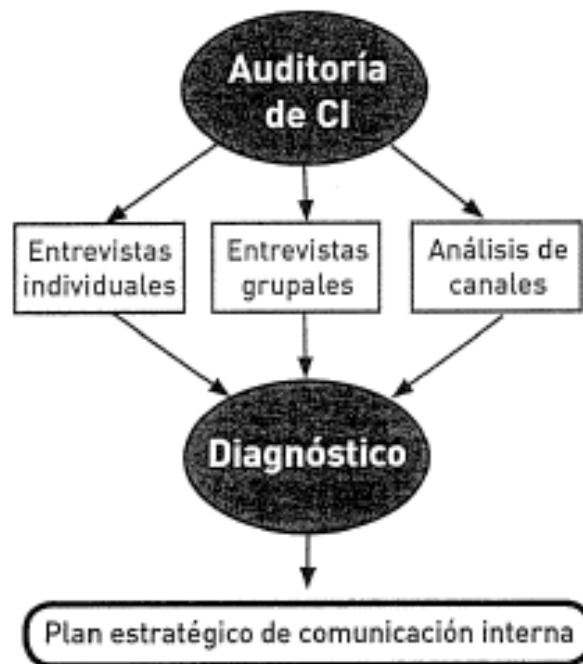 Auditoría
de CI
Entrevistas
individuales
Entrevistas
grupales
Análisis de
canales
Diagnóstico
Plan estratégico de comunicación interna